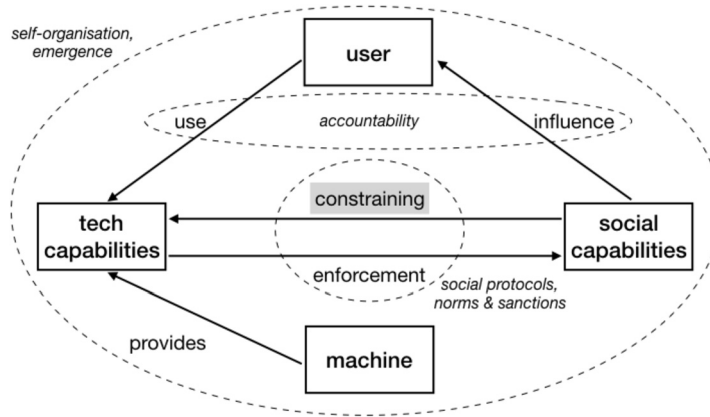 self-organisation,
emergence
user
use
accountability
influence
constraining
tech
capabilities
social
capabilities
enforcement
social protocols,
norms & sanctions
provides
machine